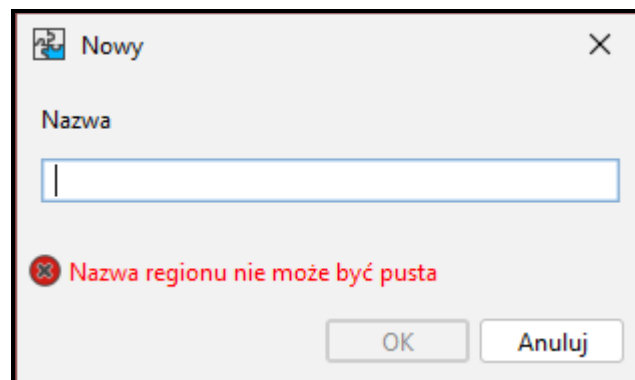 Nowy
Nazwa
Nazwa regionu nie może być pusta
OK
Anuluj